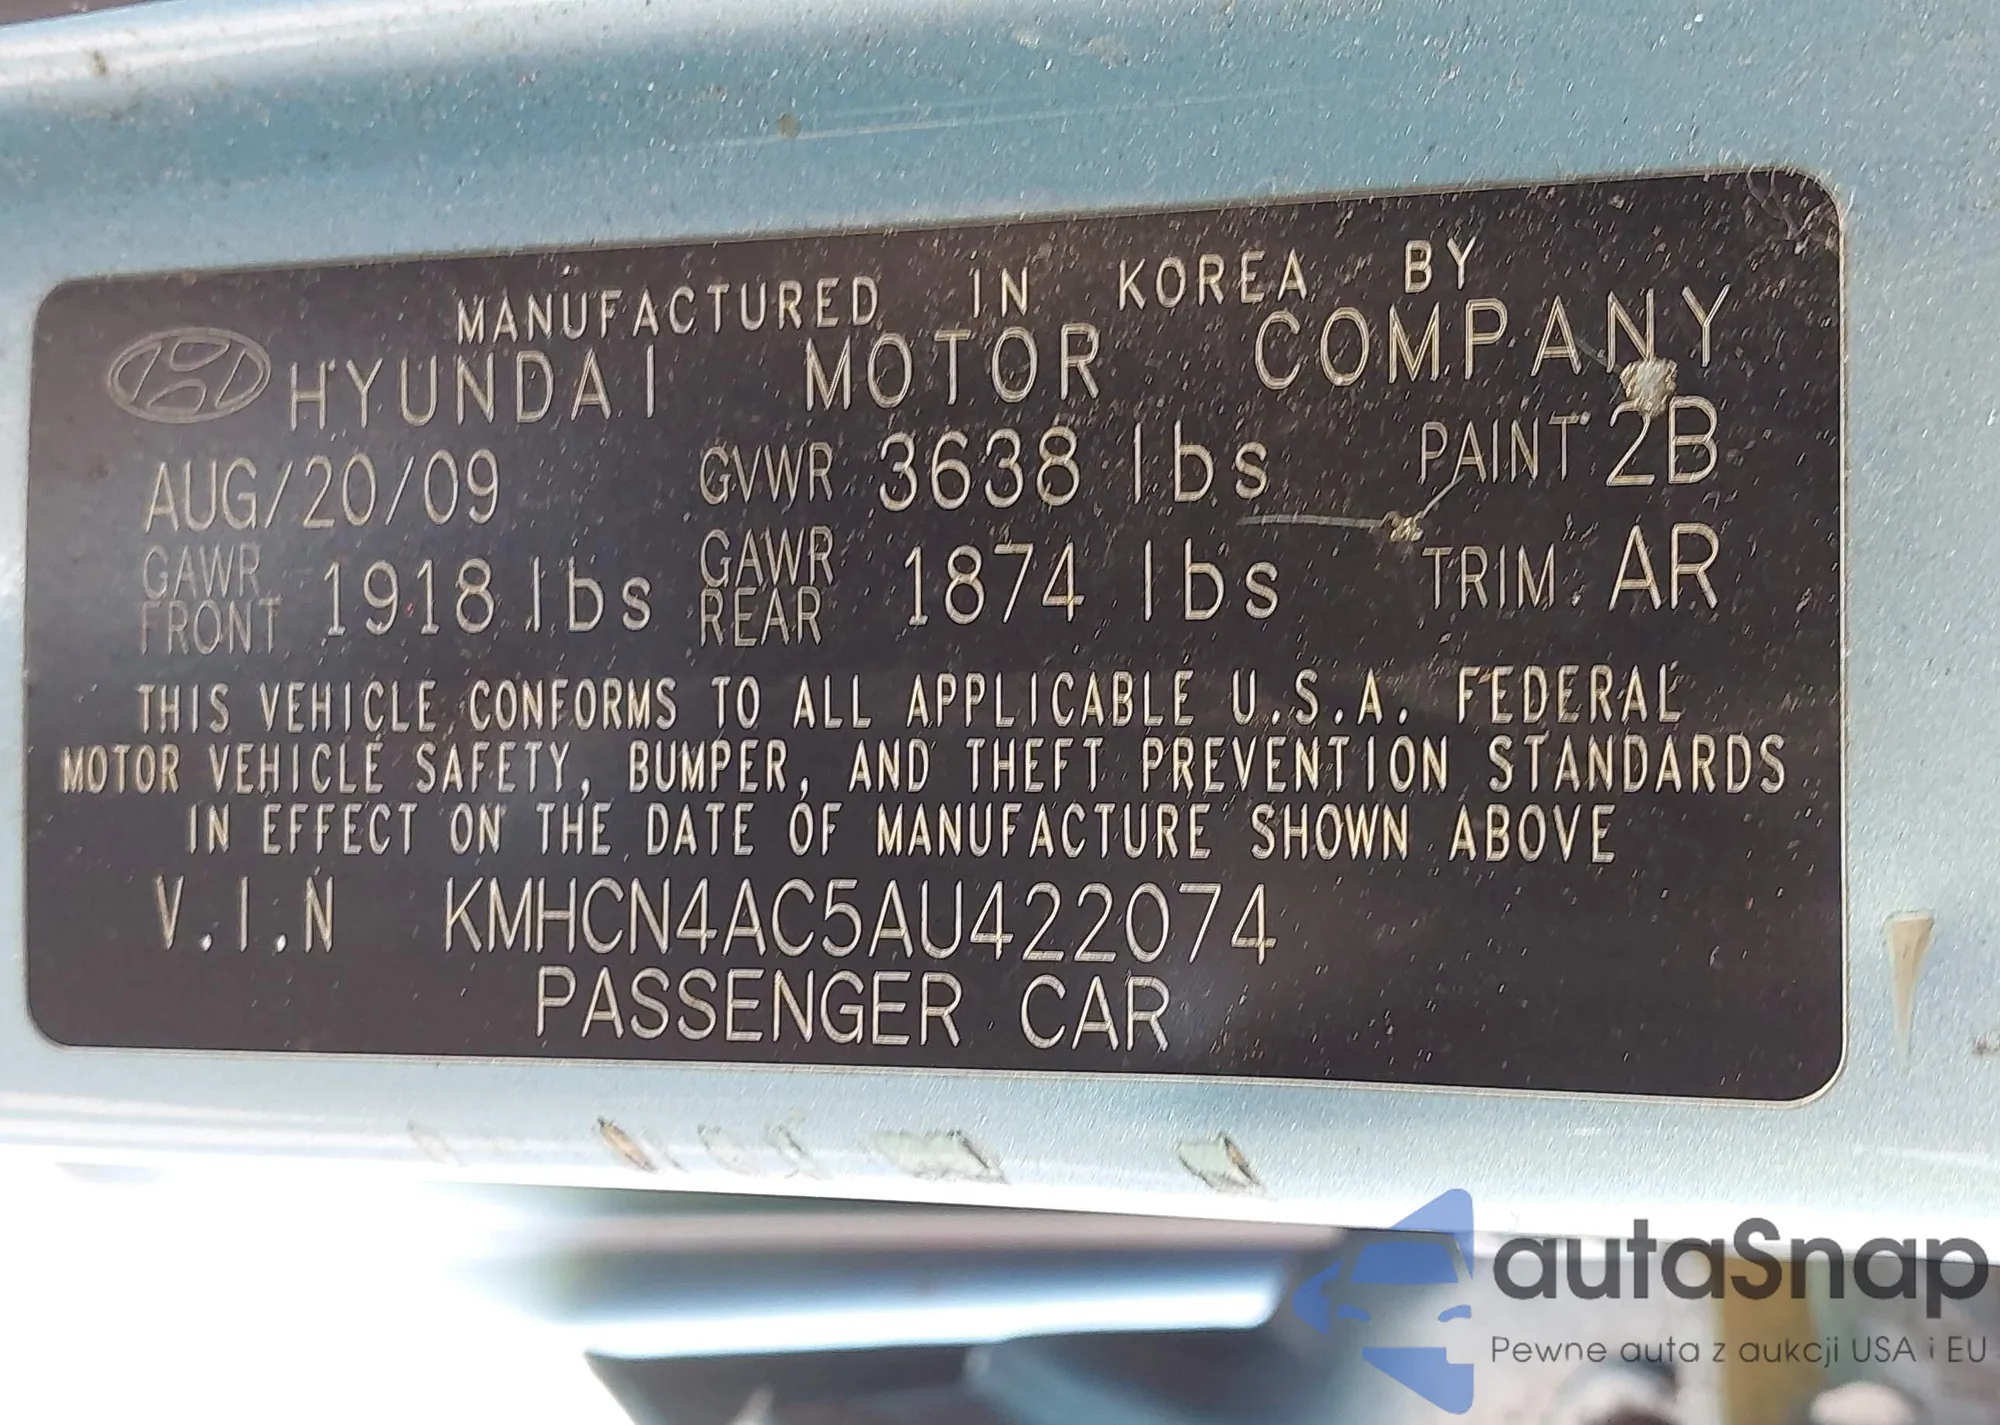 MANUFACTURED IN KOREA BY
HYUNDAI MOTOR COMPANY
AUG/20/09 GVWR 3638 lbs PAINT 2B
GAWR FRONT 1918 lbs GAWR REAR 1874 lbs TRIM AR
THIS VEHICLE CONFORMS TO ALL APPLICABLE U.S.A. FEDERAL
MOTOR VEHICLE SAFETY, BUMPER, AND THEFT PREVENTION STANDARDS
IN EFFECT ON THE DATE OF MANUFACTURE SHOWN ABOVE
V.I.N KMHCN4AC5AU422074
PASSENGER CAR
autaSnap
Pewne auta z aukcji USA i EU